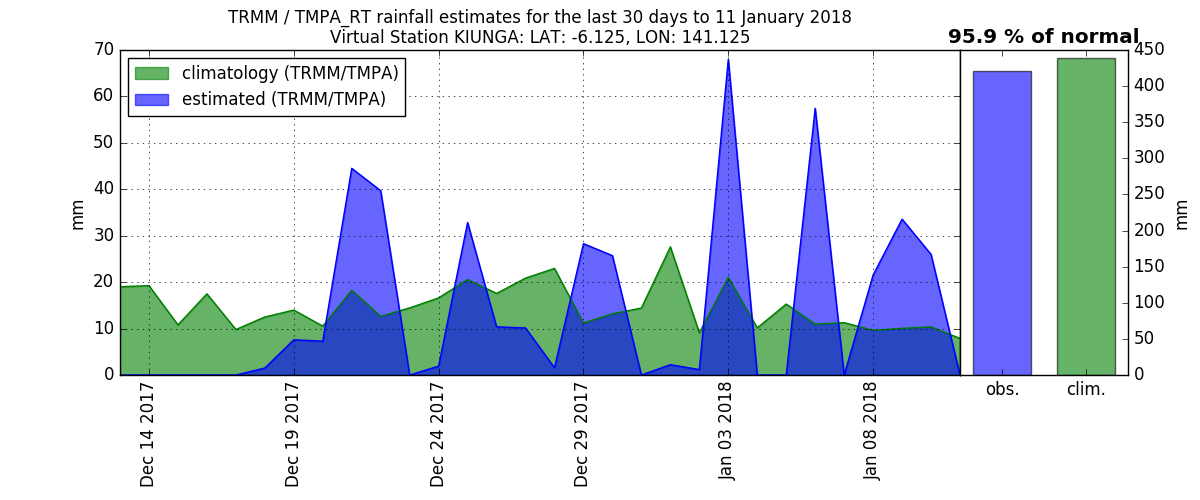 TRMM / TMPA_RT rainfall estimates for the last 30 days to 11 January 2018
Virtual Station KIUNGA: LAT: -6.125, LON: 141.125
95.9 % of normal
climatology (TRMM/TMPA)
estimated (TRMM/TMPA)
mm
70
60
50
40
30
20
10
0
Dec 14 2017
Dec 19 2017
Dec 24 2017
Dec 29 2017
Jan 03 2018
Jan 08 2018
obs.
clim.
450
400
350
300
250
200
150
100
50
0
mm